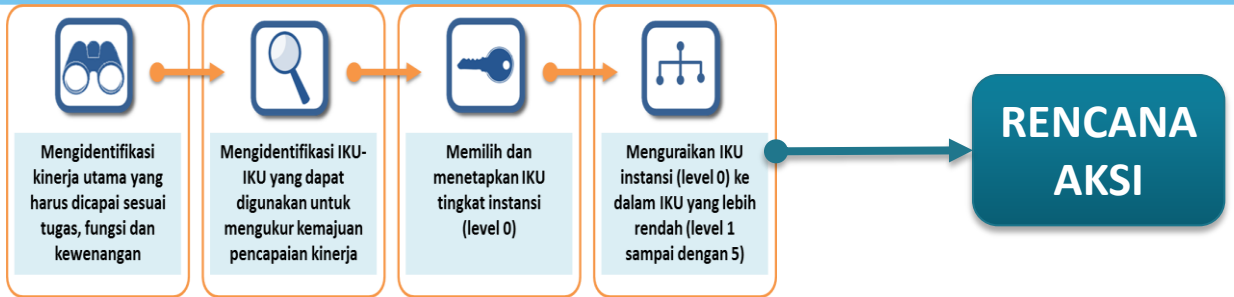 Mengidentifikasi
kinerja utama yang
harus dicapai sesuai
tugas, fungsi dan
kewenangan
Mengidentifikasi IKU-
IKU yang dapat
digunakan untuk
mengukur kemajuan
pencapaian kinerja
Memilih dan
menetapkan IKU
tingkat instansi
(level 0)
Menguraikan IKU
instansi (level 0) ke
dalam IKU yang lebih
rendah (level 1
sampai dengan 5)
RENCANA
AKSI